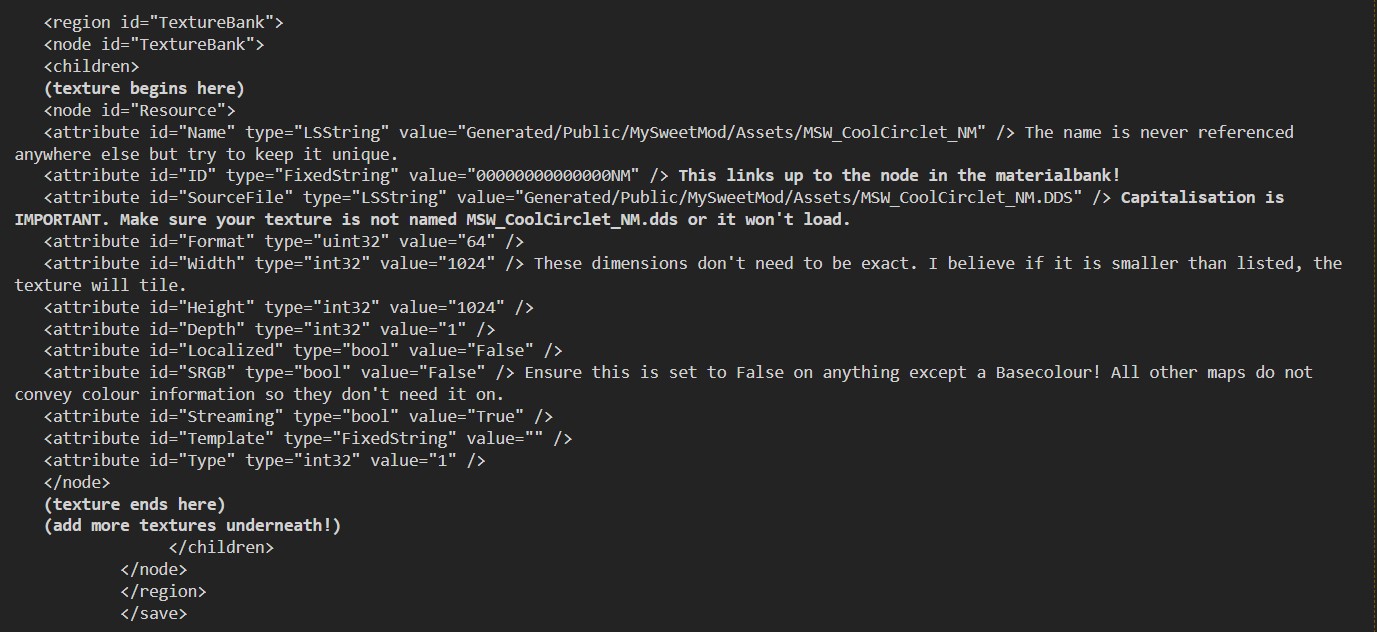 <region id="TextureBank">
<node id="TextureBank">
<children>
(texture begins here)
<node id="Resource">
<attribute id="Name" type="LSString" value="Generated/Public/MySweetMod/Assets/MSW_CoolCirclet_NM" /> The name is never referenced
anywhere else but try to keep it unique.
<attribute id="ID" type="FixedString" value="00000000000000NM" /> This links up to the node in the materialbank!
<attribute id="SourceFile" type="LSString" value="Generated/Public/MySweetMod/Assets/MSW_CoolCirclet_NM.DDS" /> Capitalisation is
IMPORTANT. Make sure your texture is not named MSW_CoolCirclet_NM.dds or it won't load.
<attribute id="Format" type="uint32" value="64" />
<attribute id="Width" type="int32" value="1024" /> These dimensions don't need to be exact. I believe if it is smaller than listed, the
texture will tile.
<attribute id="Height" type="int32" value="1024" />
<attribute id="Depth" type="int32" value="1" />
<attribute id="Localized" type="bool" value="False" />
<attribute id="SRGB" type="bool" value="False" /> Ensure this is set to False on anything except a Basecolour! All other maps do not
convey colour information so they don't need it on.
<attribute id="Streaming" type="bool" value="True" />
<attribute id="Template" type="FixedString" value="" />
<attribute id="Type" type="int32" value="1" />
</node>
(texture ends here)
(add more textures underneath!)
</children>
</node>
</region>
</save>